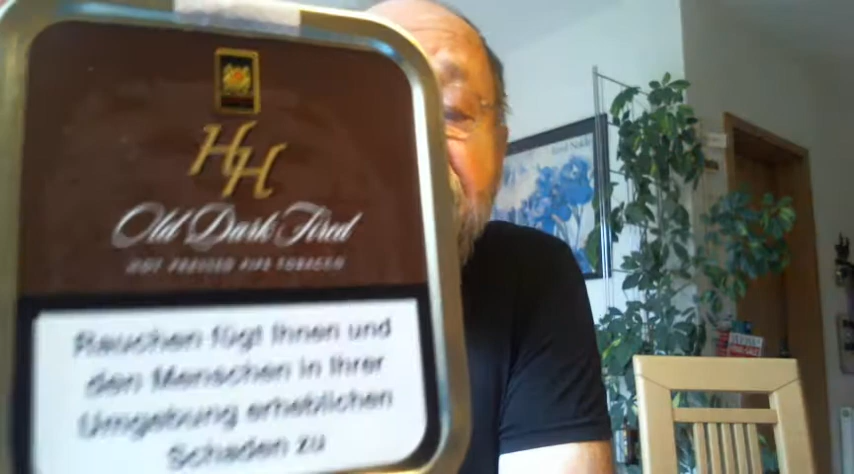 HH
Old Dark Fired
HOT PRESSED PIPE TOBACCO
Rauchen fügt Ihnen und
den Menschen in Ihrer
Umgebung erheblichen
Schaden zu